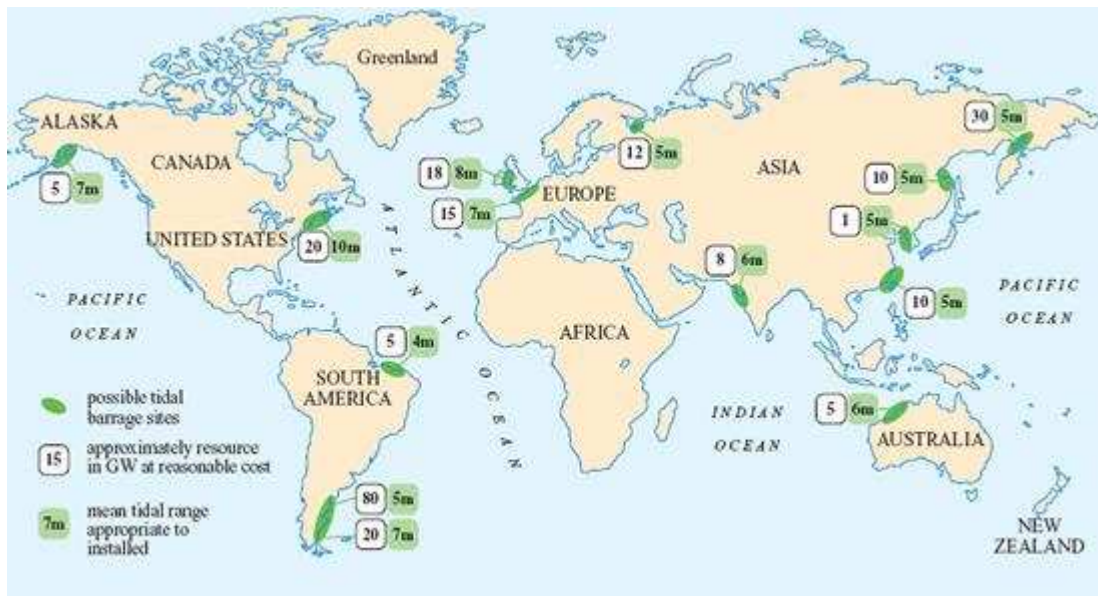 Greenland
ALASKA
CANADA
5 7m
UNITED STATES
20 10m
18 8m
15 7m
EUROPE
12 5m
ASIA
30 5m
10 5m
1 5m
8 6m
10 5m
ATLANTIC OCEAN
PACIFIC
OCEAN
PACIFIC
OCEAN
AFRICA
5 4m
SOUTH
AMERICA
INDIAN
OCEAN
5 6m
AUSTRALIA
80 5m
20 7m
NEW
ZEALAND
possible tidal
barrage sites
15
approximately resource
in GW at reasonable cost
7m
mean tidal range
appropriate to
installed